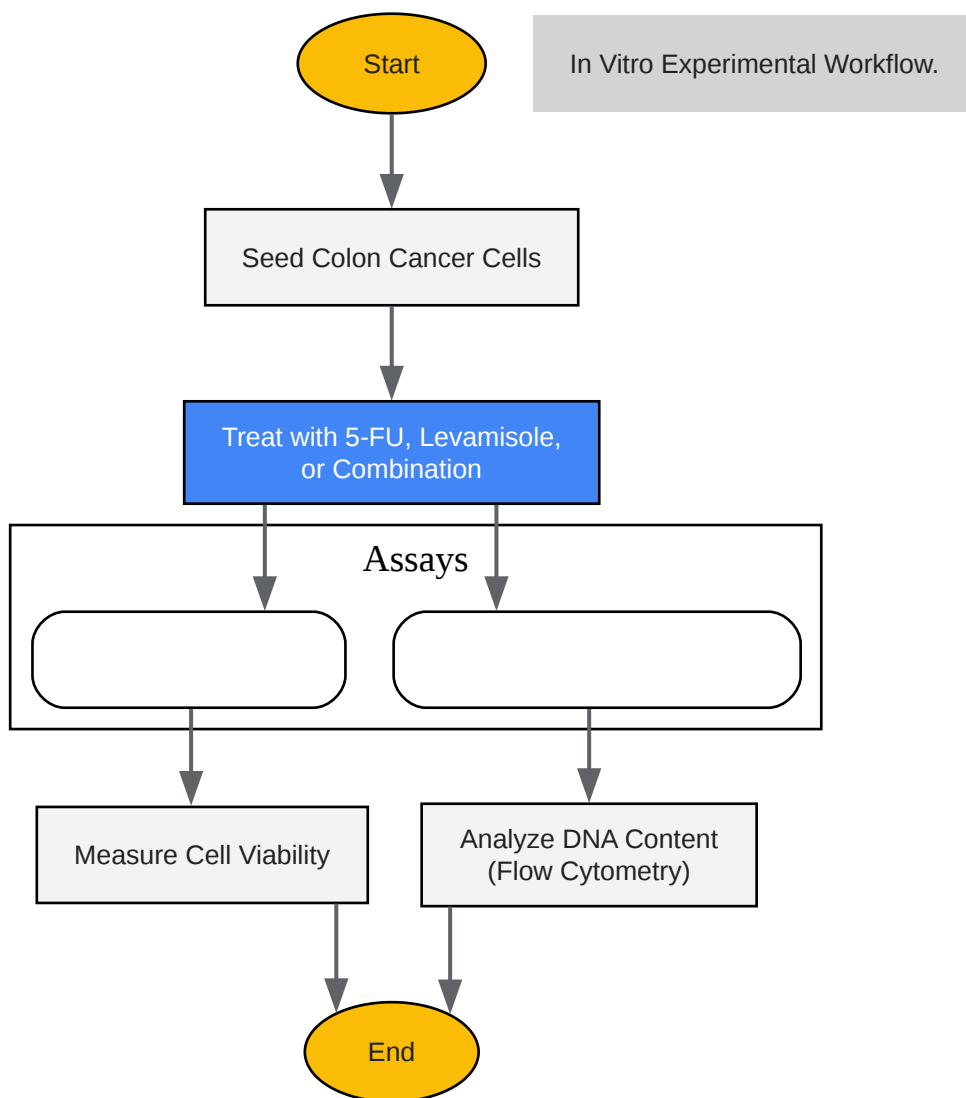 Start
In Vitro Experimental Workflow.
Seed Colon Cancer Cells
Treat with 5-FU, Levamisole,
or Combination
Assays
Measure Cell Viability
Analyze DNA Content
(Flow Cytometry)
End